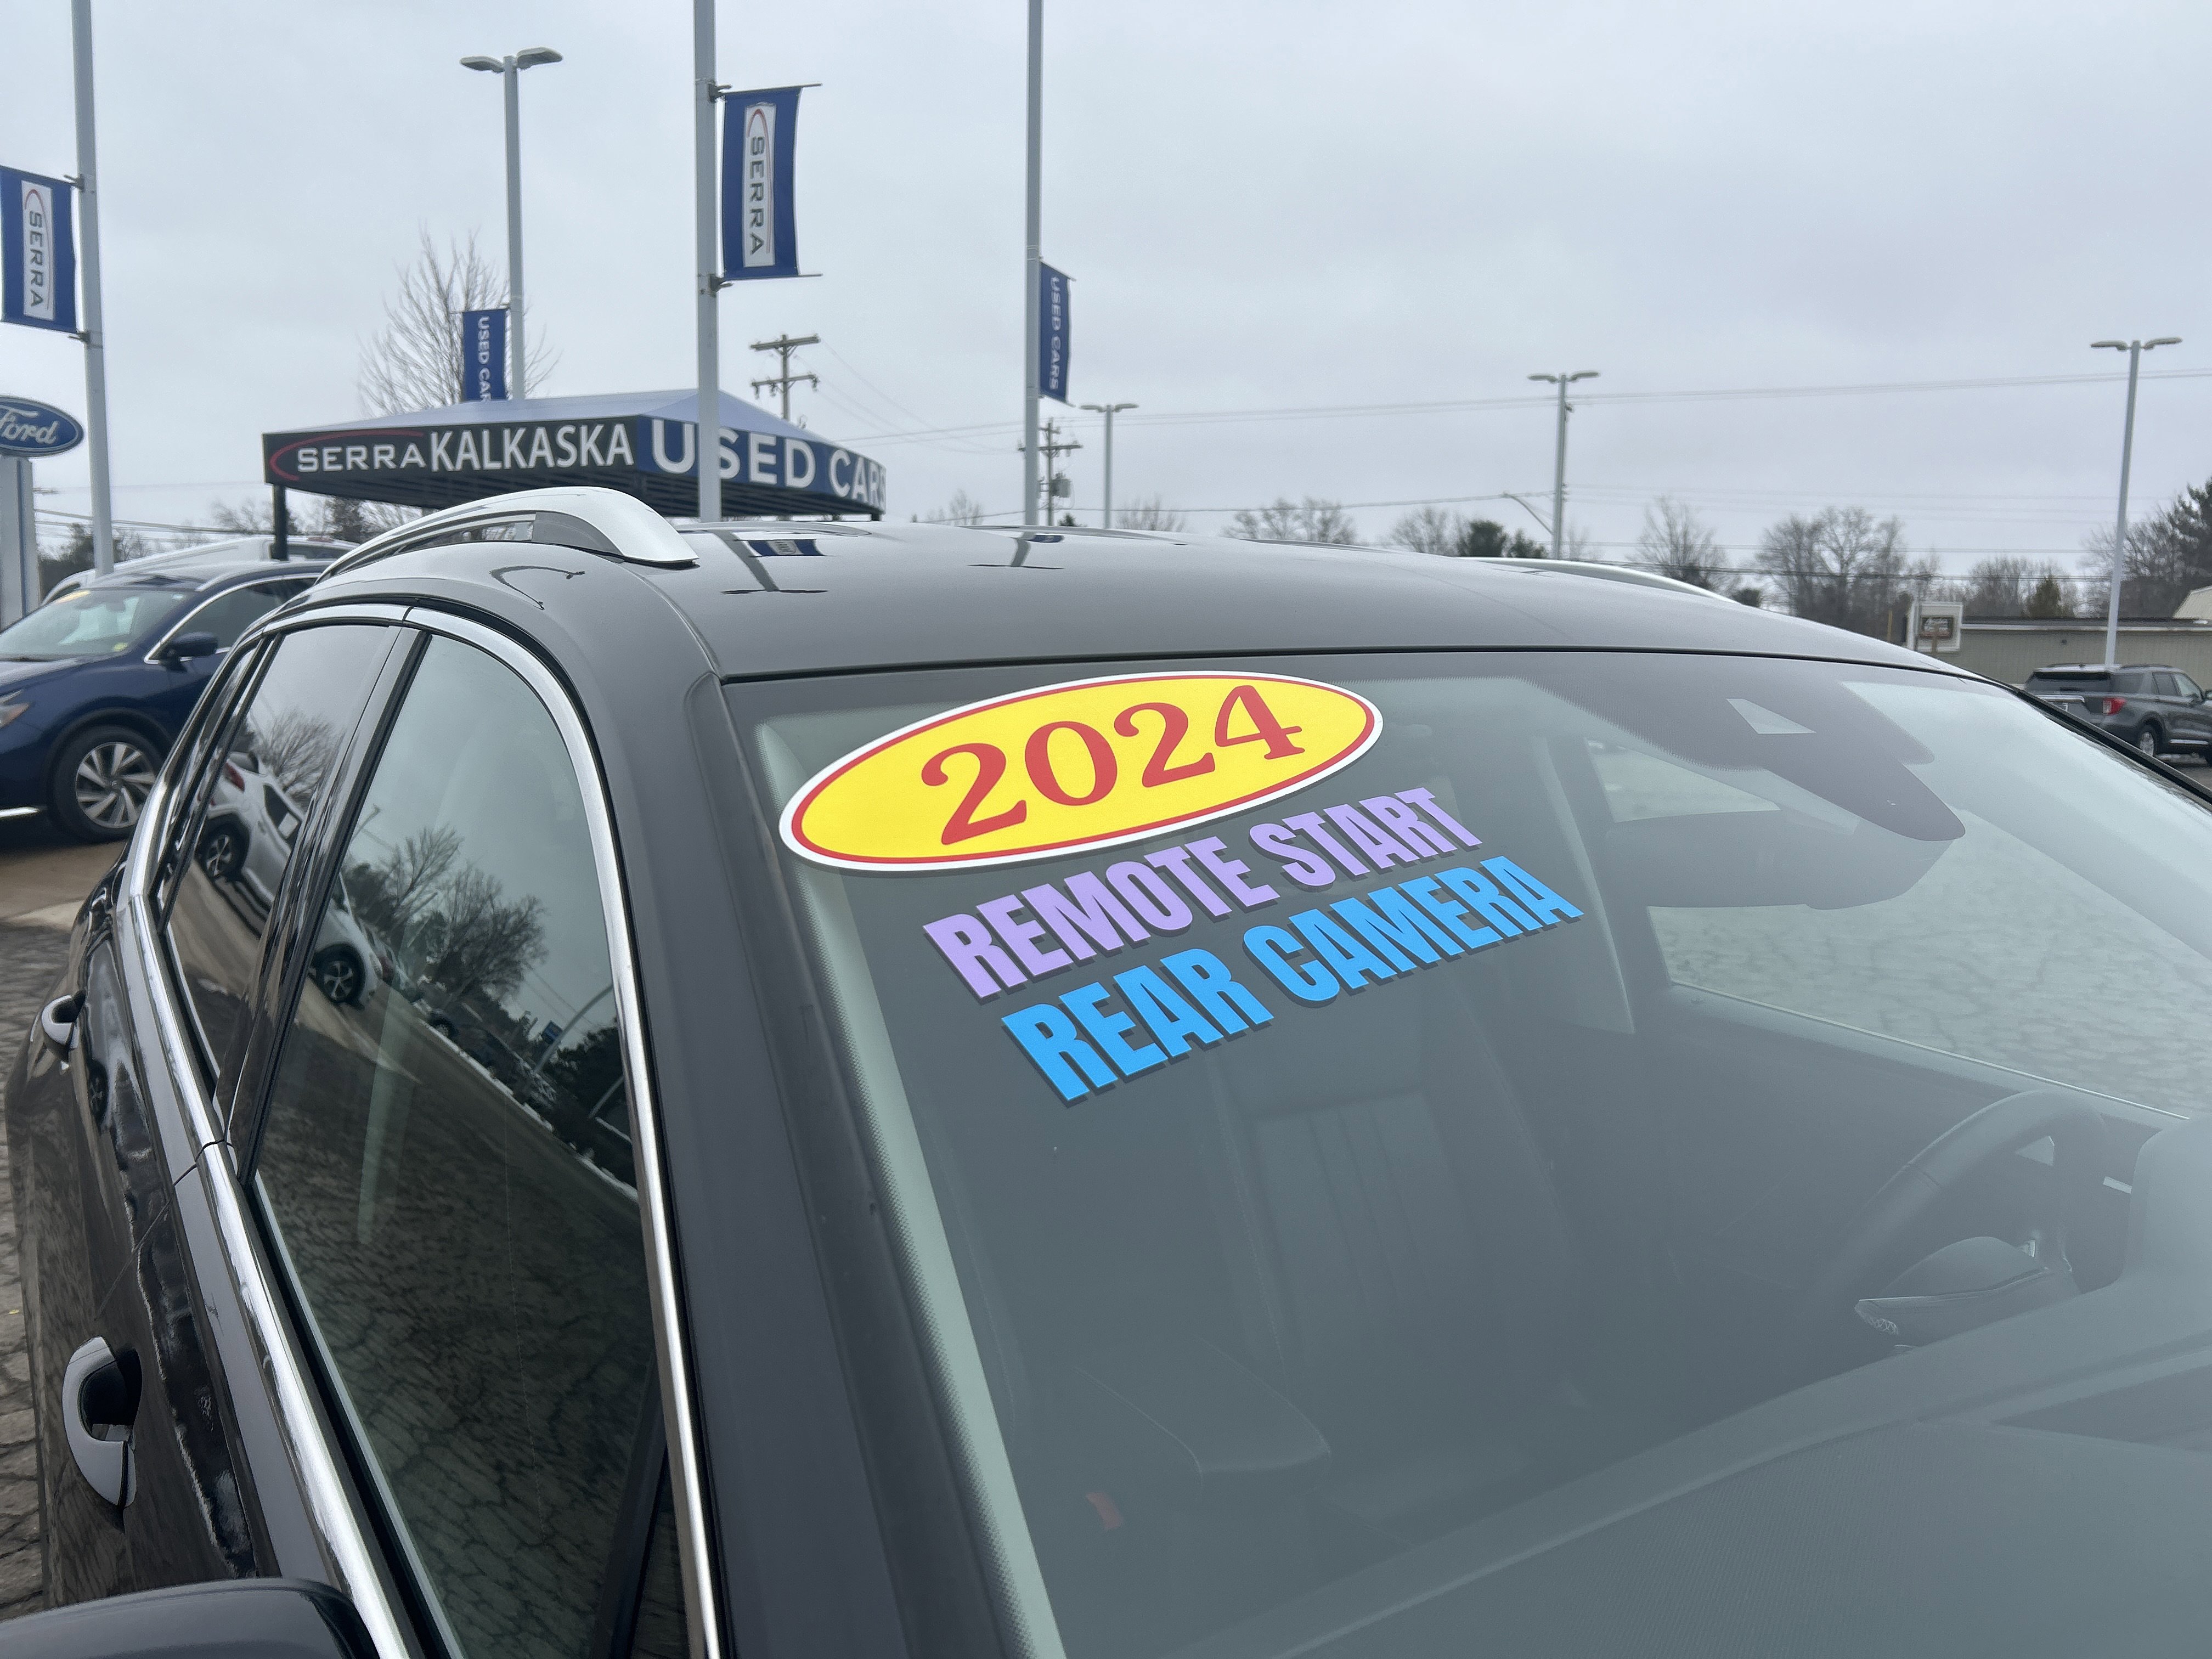 SERRA
SERRA
USED CARS
USED CARS
Ford
SERRA KALKASKA USED CARS
2024
REMOTE START
REAR CAMERA